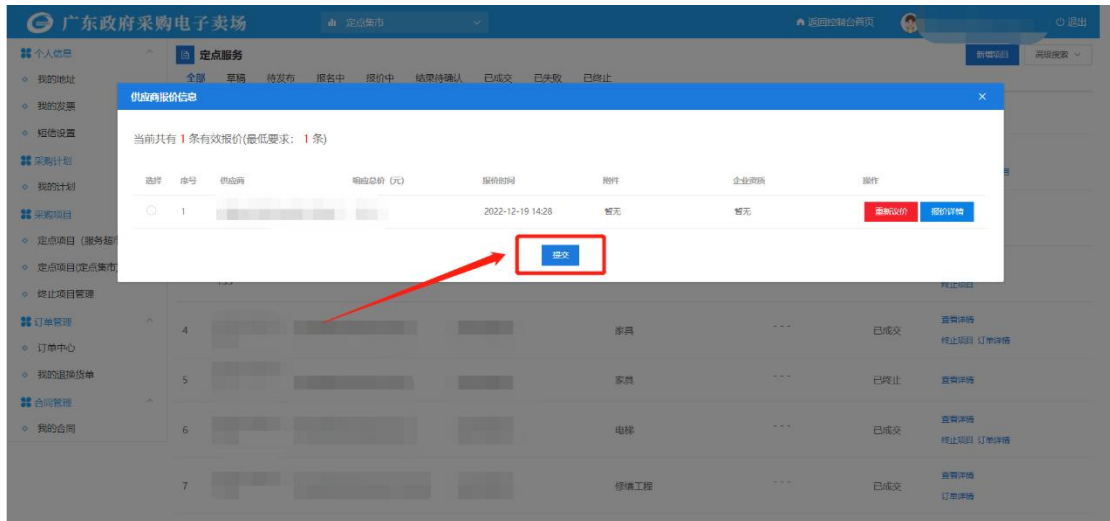 广东政府采购电子卖场
定点集市
返回控制台首页
退出
个人信息
我的地址
我的发票
短信设置
采购计划
我的计划
采购项目
定点项目（服务超
定点项目(定点集市
终止项目管理
订单管理
订单中心
我的退换货单
合同管理
我的合同
定点服务
新增项目
高级搜索
全部 草稿 待发布 报名中 报价中 结果待确认 已成交 已失败 已终止
供应商报价信息
当前共有 1 条有效报价(最低要求： 1 条)
选择 序号 供应商 响应总价（元） 报价时间 附件 企业资质 操作
1 2022-12-19 14:28 暂无 暂无 重新议价 报价详情
提交
终止项目
4 家具 --- 已成交 查看详情
终止项目 订单详情
5 家具 --- 已终止 查看详情
6 电梯 --- 已成交 查看详情
终止项目 订单详情
7 修缮工程 --- 已成交 查看详情
订单详情